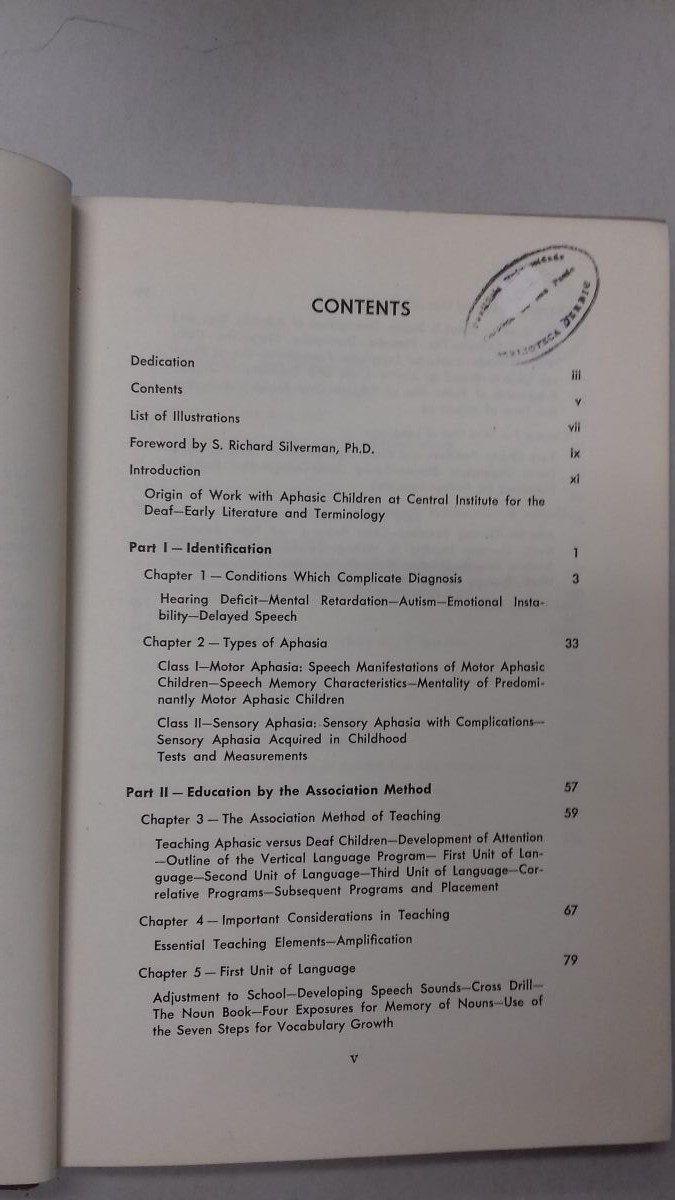 CONTENTS
BIBLIOTECA
Dedication iii
Contents v
List of Illustrations vii
Foreword by S. Richard Silverman, Ph.D. ix
Introduction xi
Origin of Work with Aphasic Children at Central Institute for the
Deaf—Early Literature and Terminology
Part I — Identification 1
Chapter 1 — Conditions Which Complicate Diagnosis 3
Hearing Deficit—Mental Retardation—Autism—Emotional Insta-
bility—Delayed Speech
Chapter 2 — Types of Aphasia 33
Class I—Motor Aphasia: Speech Manifestations of Motor Aphasic
Children—Speech Memory Characteristics—Mentality of Predomi-
nantly Motor Aphasic Children
Class II—Sensory Aphasia: Sensory Aphasia with Complications—
Sensory Aphasia Acquired in Childhood
Tests and Measurements
Part II — Education by the Association Method 57
Chapter 3 — The Association Method of Teaching 59
Teaching Aphasic versus Deaf Children—Development of Attention
—Outline of the Vertical Language Program— First Unit of Lan-
guage—Second Unit of Language—Third Unit of Language—Cor-
relative Programs—Subsequent Programs and Placement
Chapter 4 — Important Considerations in Teaching 67
Essential Teaching Elements—Amplification
Chapter 5 — First Unit of Language 79
Adjustment to School—Developing Speech Sounds—Cross Drill—
The Noun Book—Four Exposures for Memory of Nouns—Use of
the Seven Steps for Vocabulary Growth
v